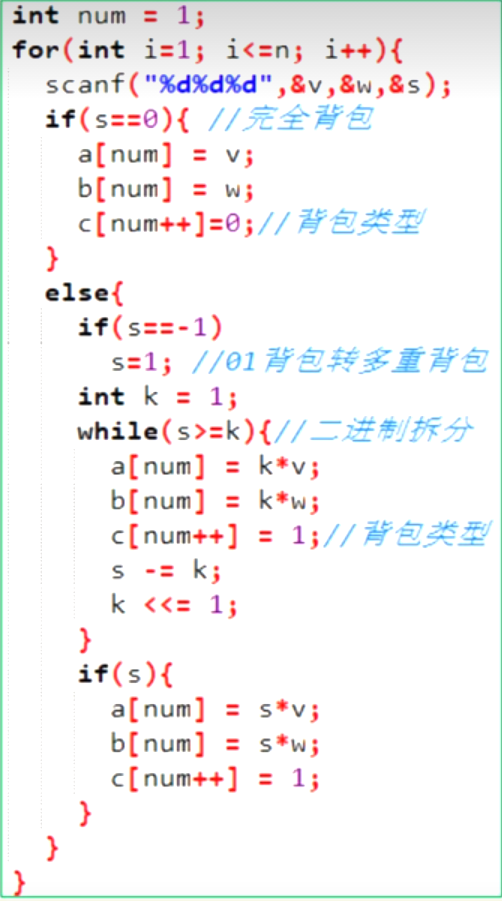 int num = 1;
for(int i=1; i<=n; i++){
scanf("%d%d%d",&v,&w,&s);
if(s==0){ //完全背包
a[num] = v;
b[num] = w;
c[num++]=0;//背包类型
}
else{
if(s==-1)
s=1; //01背包转多重背包
int k = 1;
while(s>=k){//二进制拆分
a[num] = k*v;
b[num] = k*w;
c[num++] = 1;//背包类型
s -= k;
k <<= 1;
}
if(s){
a[num] = s*v;
b[num] = s*w;
c[num++] = 1;
}
}
}